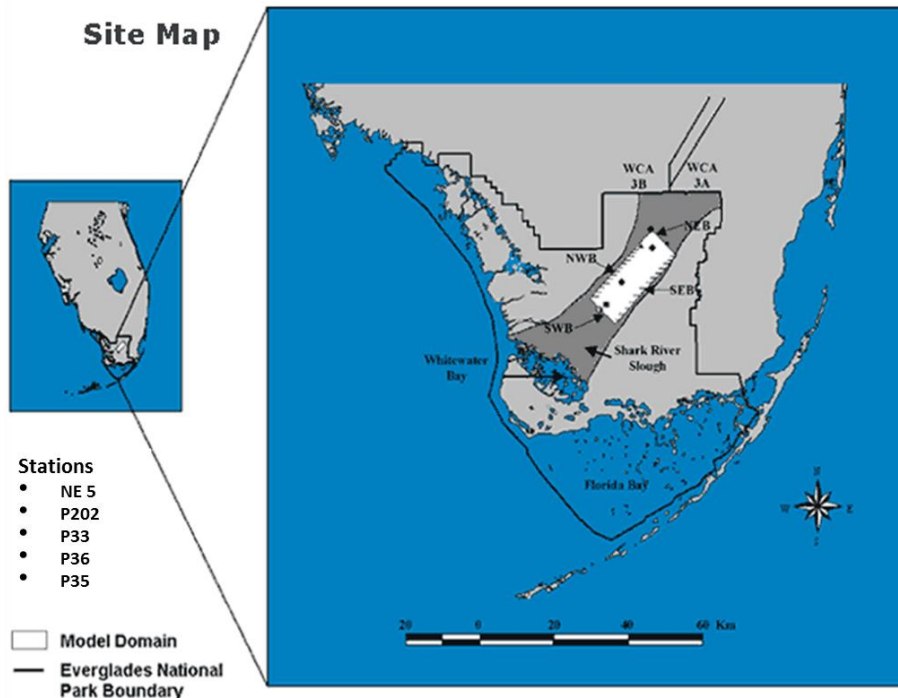 Site Map
WCA
3B
WCA
3A
NEB
NWB
SEB
SWB
Shark River
Slough
Whitewater
Bay
Florida Bay
N
W
E
S
Stations
• NE 5
• P202
• P33
• P36
• P35
Model Domain
Everglades National
Park Boundary
20 0 20 40 60 Km